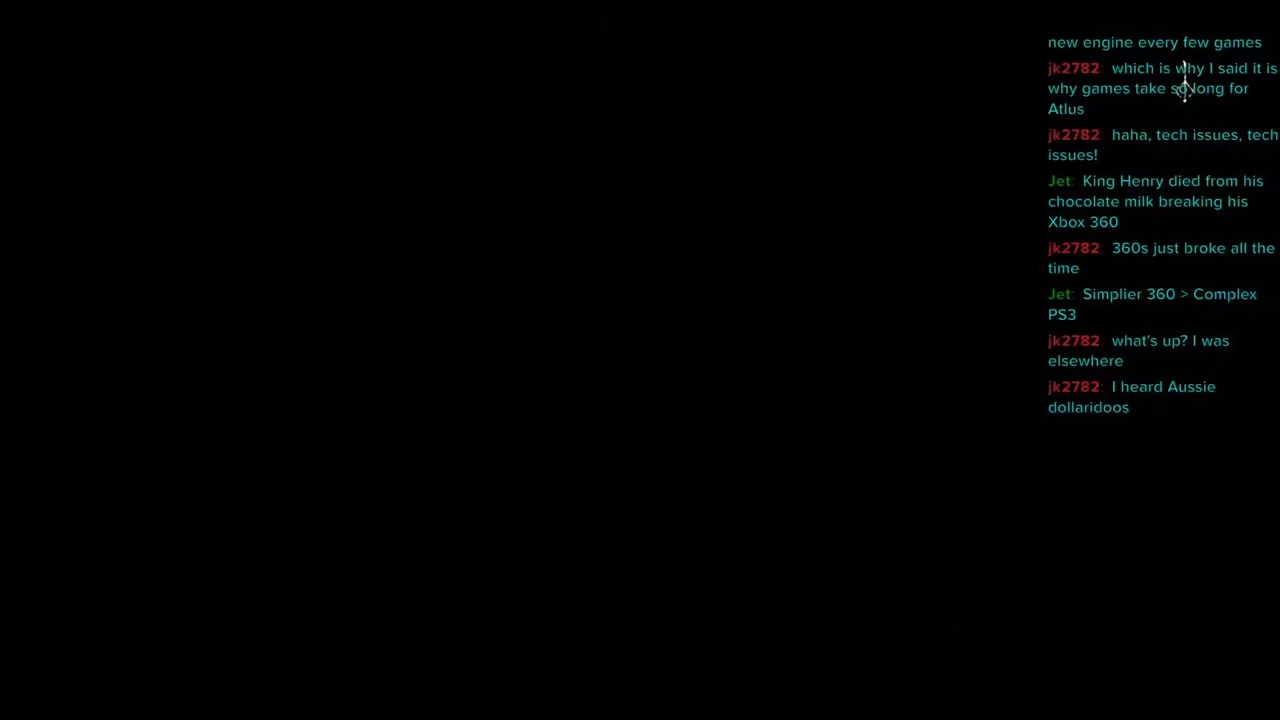 new engine every few games
jk2782: which is why I said it is
why games take so long for
Atlus
jk2782: haha, tech issues, tech
issues!
Jet: King Henry died from his
chocolate milk breaking his
Xbox 360
jk2782: 360s just broke all the
time
Jet: Simplier 360 > Complex
PS3
jk2782: what's up? I was
elsewhere
jk2782: I heard Aussie
dollaridoos